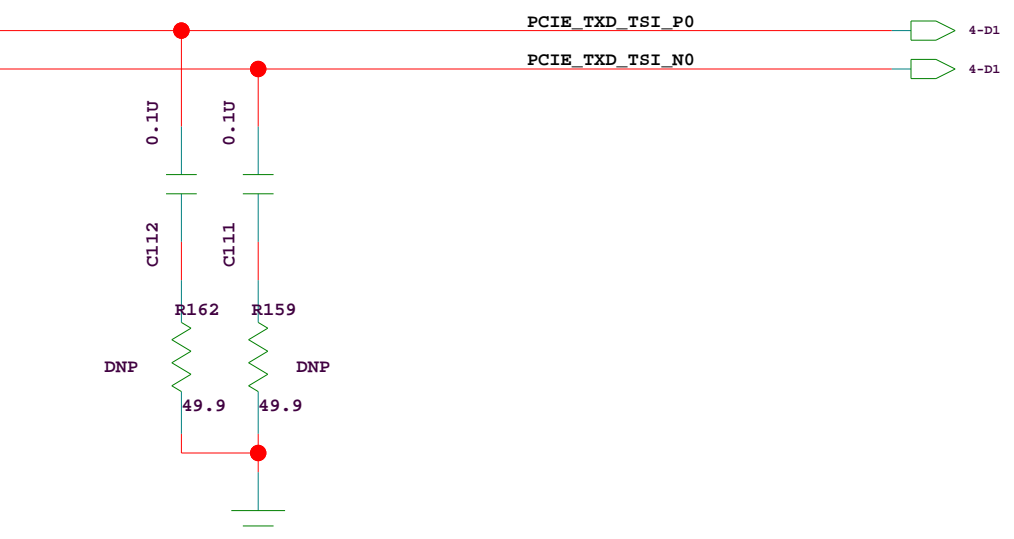 PCIE_TXD_TSI_P0
4-D1
PCIE_TXD_TSI_N0
4-D1
0.1U
0.1U
C112
C111
R162
R159
DNP
DNP
49.9
49.9